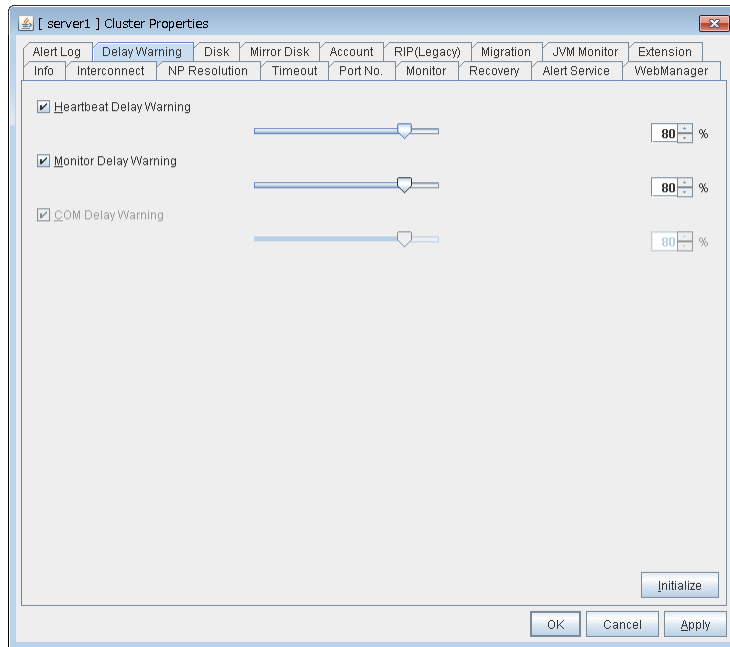 [ server1 ] Cluster Properties
Alert Log Delay Warning Disk Mirror Disk Account RIP(Legacy) Migration JVM Monitor Extension
Info Interconnect NP Resolution Timeout Port No. Monitor Recovery Alert Service WebManager
Heartbeat Delay Warning
80 %
Monitor Delay Warning
80 %
COM Delay Warning
80 %
Initialize
OK Cancel Apply